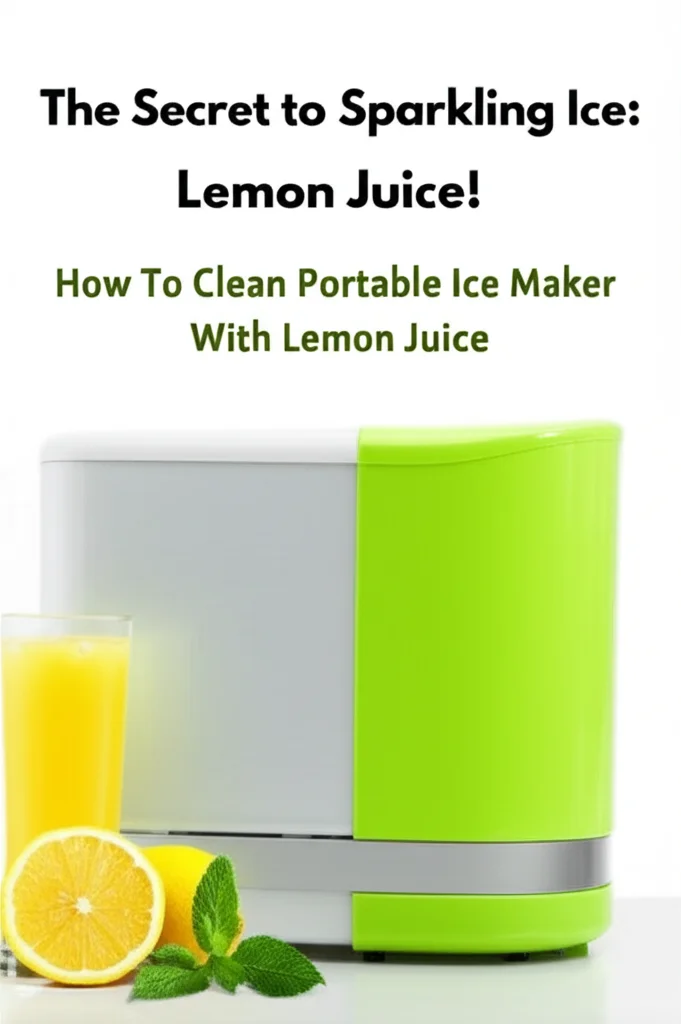 The Secret to Sparkling Ice:
Lemon Juice!
How To Clean Portable Ice Maker
With Lemon Juice